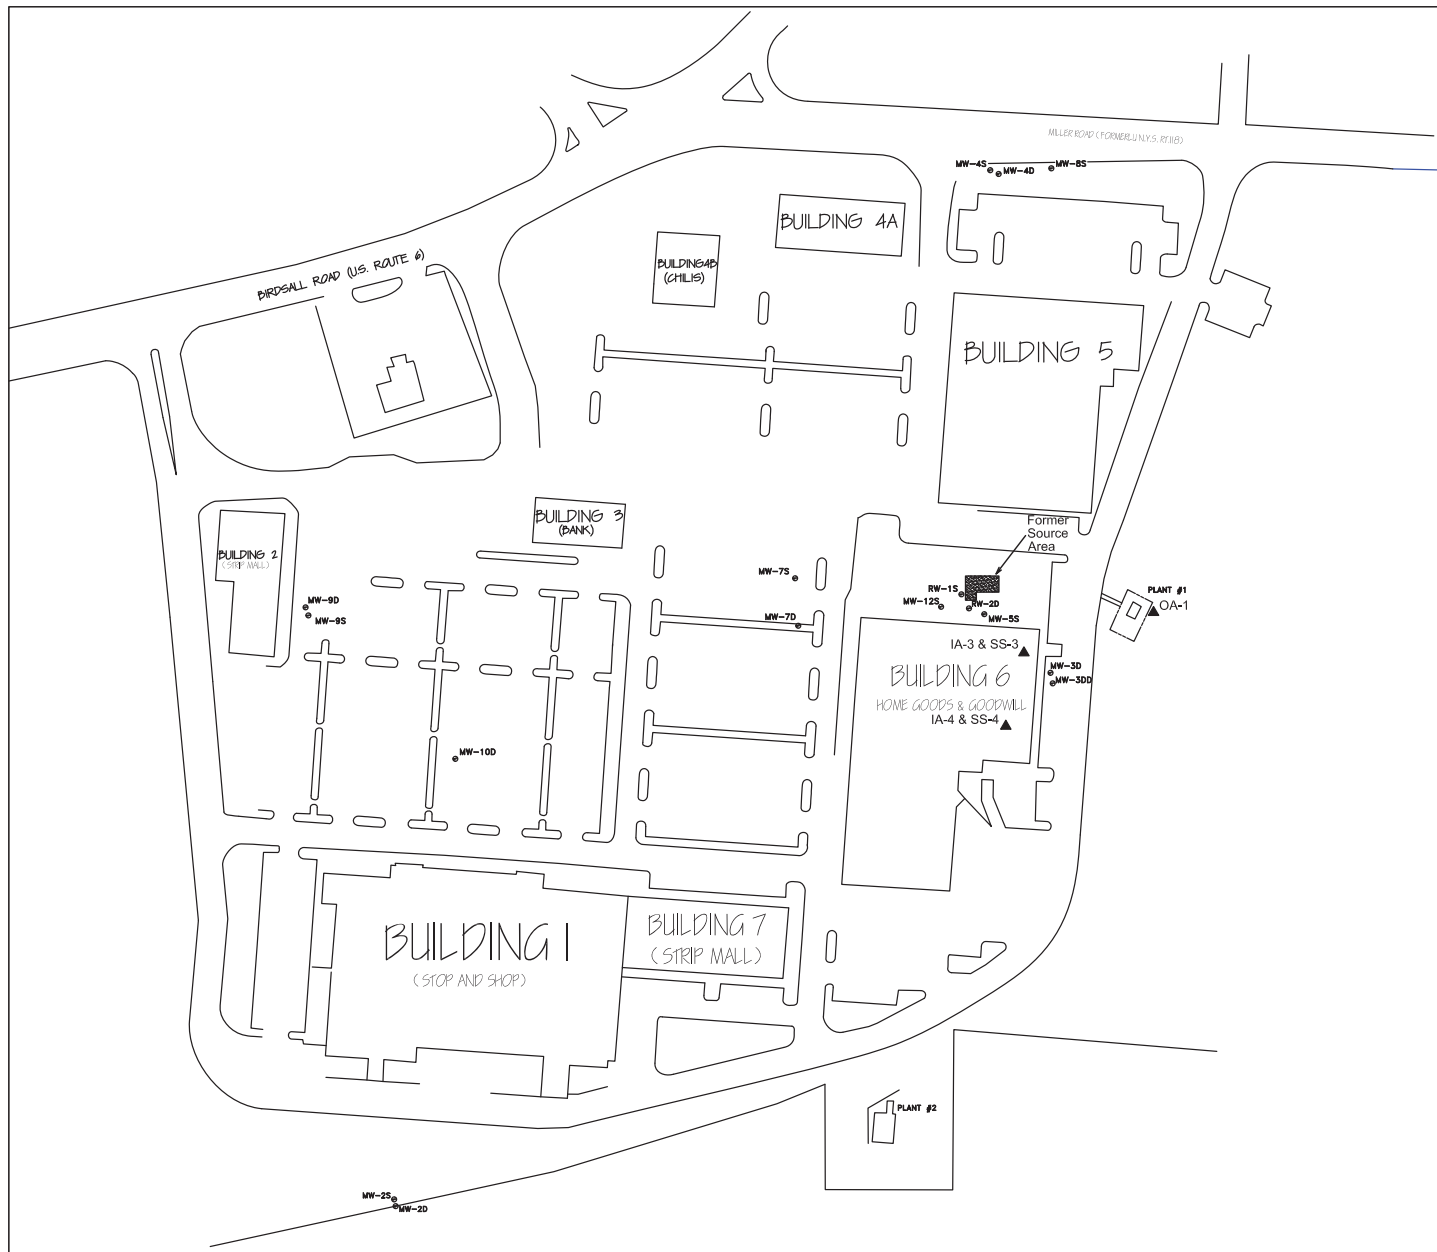 MILLER ROAD (FORMERLU N.Y.S. RT.118)
MW-4S
MW-4D
MW-8S
BUILDING 4A
BUILDING4B
(CHILIS)
BIRDSALL ROAD (U.S. ROUTE 6)
BUILDING 5
BUILDING 3
(BANK)
Former
Source
Area
BUILDING 2
(STRIP MALL)
MW-7S
RW-1S
MW-12S
RW-2D
MW-5S
PLANT #1
OA-1
MW-9D
MW-9S
MW-7D
IA-3 & SS-3
BUILDING 6
HOME GOODS & GOODWILL
IA-4 & SS-4
MW-3D
MW-3DD
MW-10D
BUILDING 1
(STOP AND SHOP)
BUILDING 7
(STRIP MALL)
PLANT #2
MW-2S
MW-2D